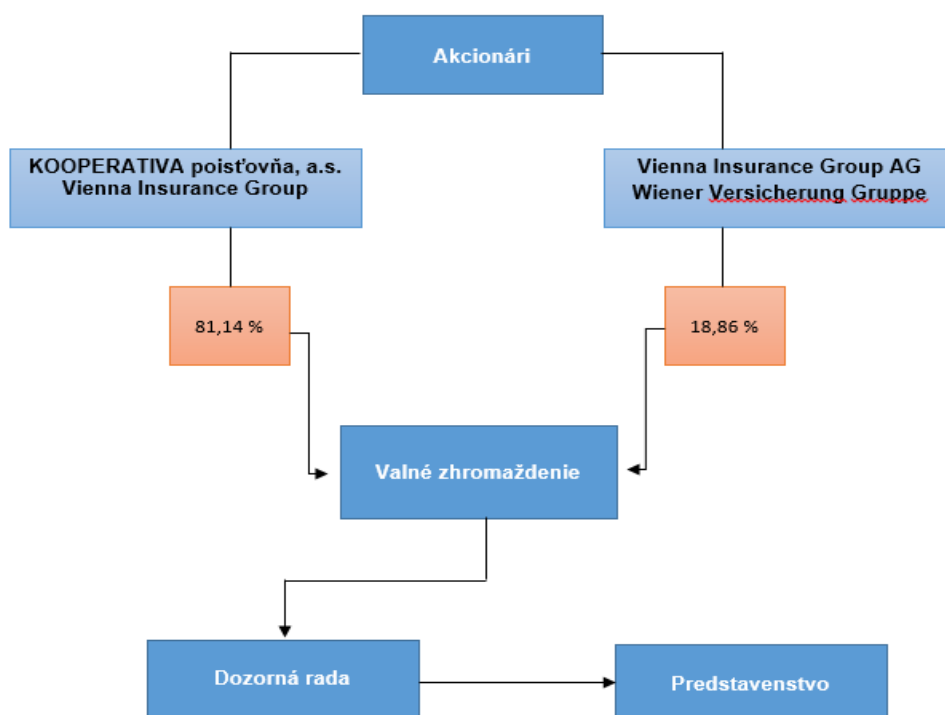 Akcionári
KOOPERATIVA poisťovňa, a.s.
Vienna Insurance Group
Vienna Insurance Group AG
Wiener Versicherung Gruppe
81,14 %
18,86 %
Valné zhromaždenie
Dozorná rada
Predstavenstvo